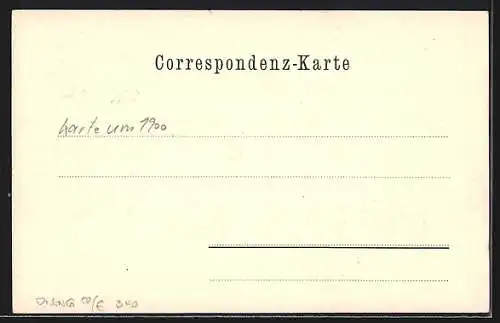 Correspondenz-Karte
Karte um 1900